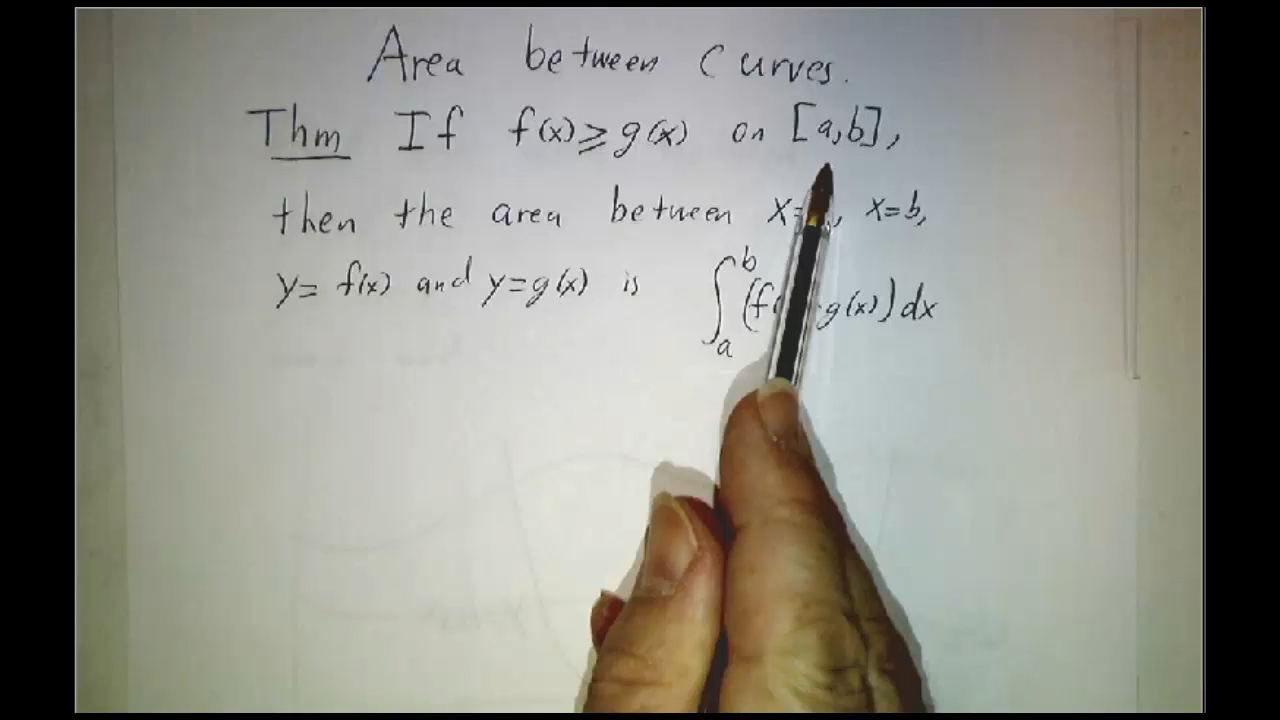 Area between Curves.
Thm If f(x) ≥ g(x) on [a,b],
then the area between x= , x=b,
y= f(x) and y=g(x) is ∫_a^b (f( g(x)) dx